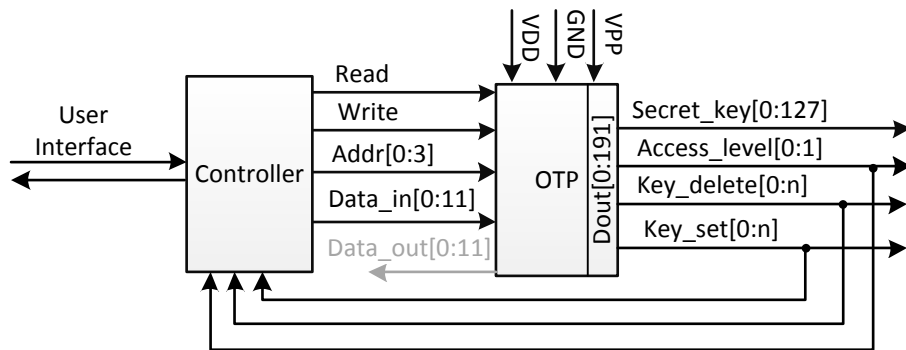 VDD
GND
VPP
Read
Write
Addr[0:3]
Data_in[0:11]
Data_out[0:11]
User
Interface
Controller
OTP
Dout[0:191]
Secret_key[0:127]
Access_level[0:1]
Key_delete[0:n]
Key_set[0:n]